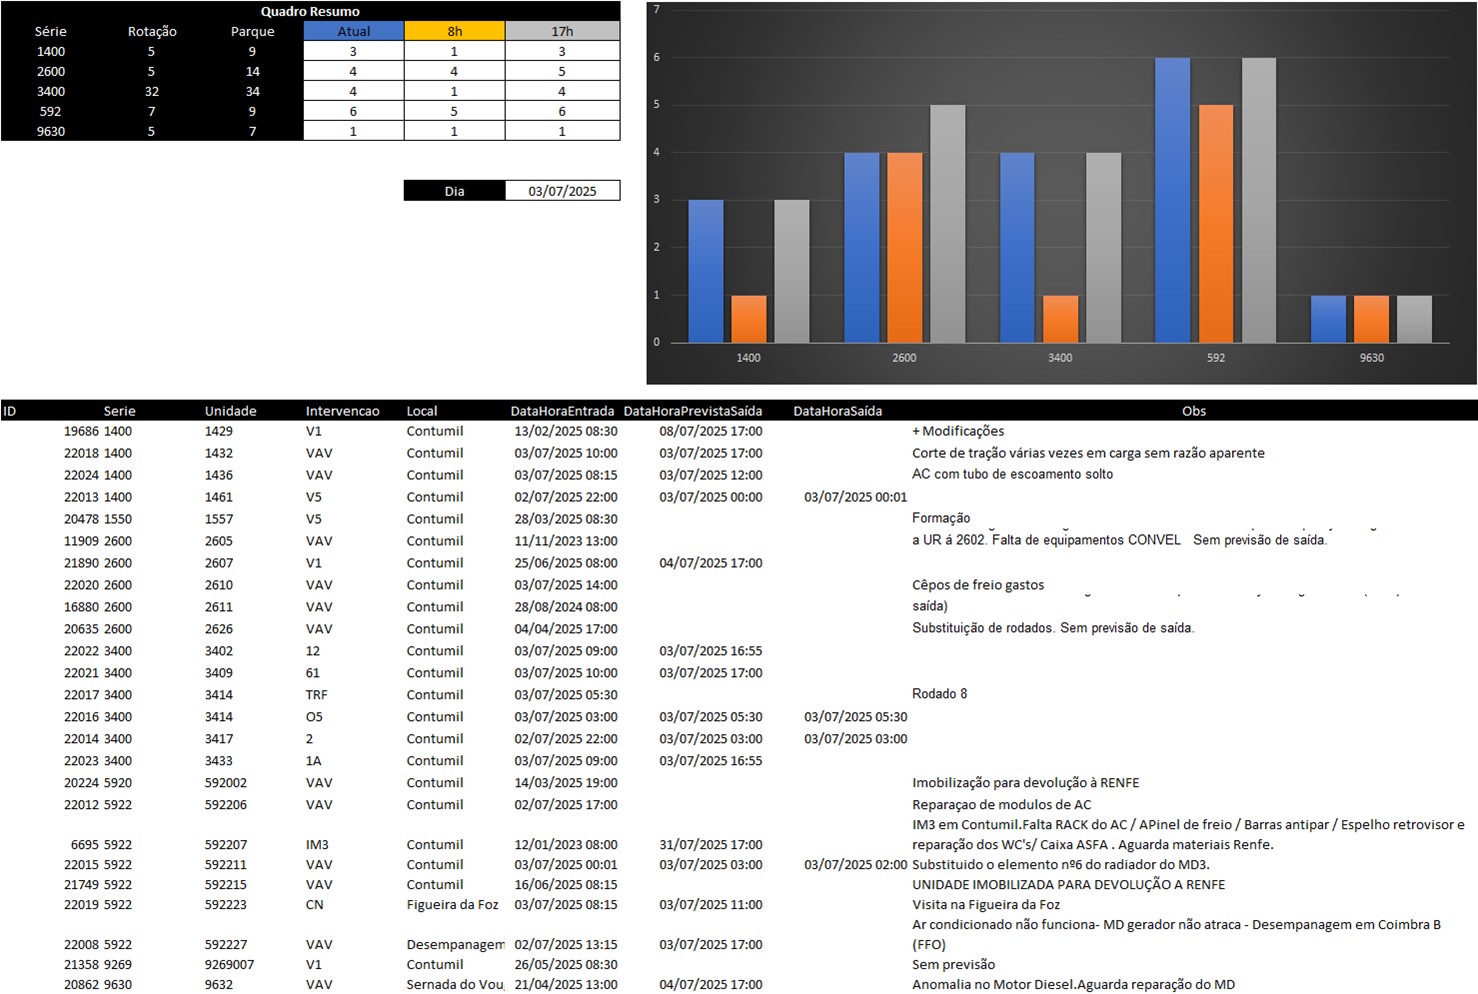 Quadro Resumo
Série Rotação Parque Atual 8h 17h
1400 5 9 3 1 3
2600 5 14 4 4 5
3400 32 34 4 1 4
592 7 9 6 5 6
9630 5 7 1 1 1
Dia 03/07/2025
7
6
5
4
3
2
1
0
1400 2600 3400 592 9630
ID Serie Unidade Intervencao Local DataHoraEntrada DataHoraPrevistaSaída DataHoraSaída Obs
19686 1400 1429 V1 Contumil 13/02/2025 08:30 08/07/2025 17:00 + Modificações
22018 1400 1432 VAV Contumil 03/07/2025 10:00 03/07/2025 17:00 Corte de tração várias vezes em carga sem razão aparente
22024 1400 1436 VAV Contumil 03/07/2025 08:15 03/07/2025 12:00 AC com tubo de escoamento solto
22013 1400 1461 V5 Contumil 02/07/2025 22:00 03/07/2025 00:00 03/07/2025 00:01
20478 1550 1557 V5 Contumil 28/03/2025 08:30 Formação
11909 2600 2605 VAV Contumil 11/11/2023 13:00 a UR á 2602. Falta de equipamentos CONVEL Sem previsão de saída.
21890 2600 2607 V1 Contumil 25/06/2025 08:00 04/07/2025 17:00
22020 2600 2610 VAV Contumil 03/07/2025 14:00 Cêpos de freio gastos
16880 2600 2611 VAV Contumil 28/08/2024 08:00 saída)
20635 2600 2626 VAV Contumil 04/04/2025 17:00 Substituição de rodados. Sem previsão de saída.
22022 3400 3402 12 Contumil 03/07/2025 09:00 03/07/2025 16:55
22021 3400 3409 61 Contumil 03/07/2025 10:00 03/07/2025 17:00
22017 3400 3414 TRF Contumil 03/07/2025 05:30 Rodado 8
22016 3400 3414 O5 Contumil 03/07/2025 03:00 03/07/2025 05:30 03/07/2025 05:30
22014 3400 3417 2 Contumil 02/07/2025 22:00 03/07/2025 03:00 03/07/2025 03:00
22023 3400 3433 1A Contumil 03/07/2025 09:00 03/07/2025 16:55
20224 5920 592002 VAV Contumil 14/03/2025 19:00 Imobilização para devolução à RENFE
22012 5922 592206 VAV Contumil 02/07/2025 17:00 Reparaçao de modulos de AC
IM3 em Contumil.Falta RACK do AC / APinel de freio / Barras antipar / Espelho retrovisor e
6695 5922 592207 IM3 Contumil 12/01/2023 08:00 31/07/2025 17:00 reparação dos WC's/ Caixa ASFA . Aguarda materiais Renfe.
22015 5922 592211 VAV Contumil 03/07/2025 00:01 03/07/2025 03:00 03/07/2025 02:00 Substituido o elemento nº6 do radiador do MD3.
21749 5922 592215 VAV Contumil 16/06/2025 08:15 UNIDADE IMOBILIZADA PARA DEVOLUÇÃO A RENFE
22019 5922 592223 CN Figueira da Foz 03/07/2025 08:15 03/07/2025 11:00 Visita na Figueira da Foz
Ar condicionado não funciona- MD gerador não atraca - Desempanagem em Coimbra B
22008 5922 592227 VAV Desempanagem 02/07/2025 13:15 03/07/2025 17:00 (FFO)
21358 9269 9269007 V1 Contumil 26/05/2025 08:30 Sem previsão
20862 9630 9632 VAV Sernada do Vou 21/04/2025 13:00 04/07/2025 17:00 Anomalia no Motor Diesel.Aguarda reparação do MD